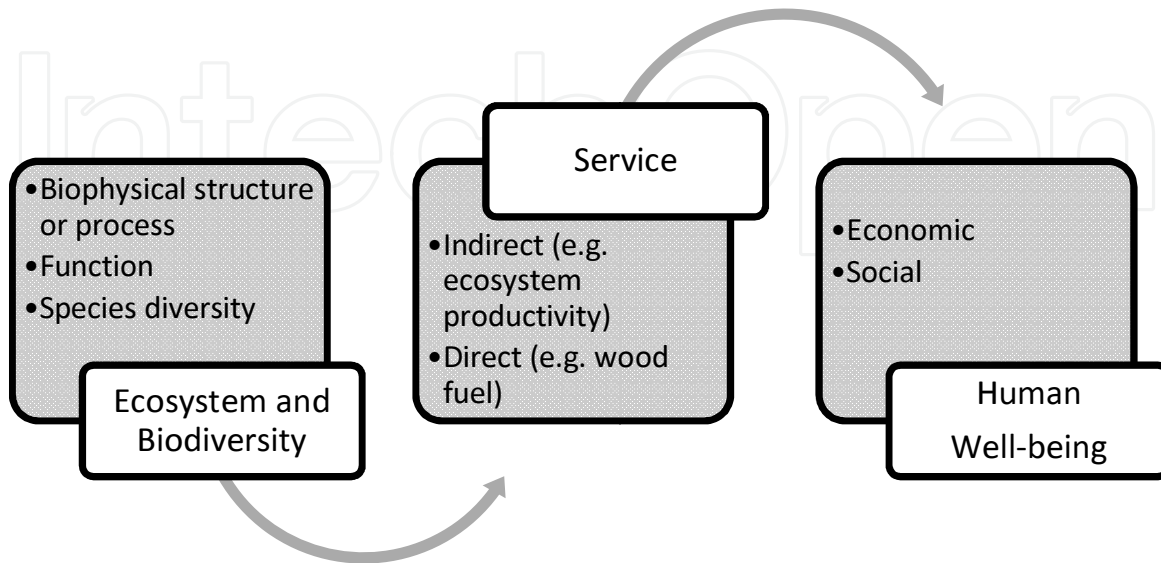 IntechOpen
•Biophysical structure
or process
•Function
•Species diversity
Ecosystem and
Biodiversity
Service
•Indirect (e.g.
ecosystem
productivity)
•Direct (e.g. wood
fuel)
•Economic
•Social
Human
Well-being